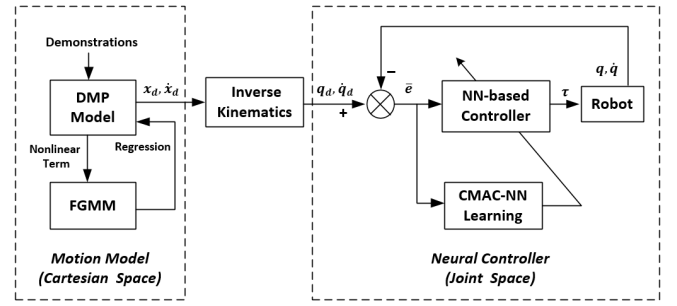 Demonstrations
DMP
Model
x_d, ẋ_d
Nonlinear
Term
Regression
FGMM
Motion Model
(Cartesian Space)
Inverse
Kinematics
q_d, q̇_d
+
−
ē
NN-based
Controller
τ
q, q̇
Robot
CMAC-NN
Learning
Neural Controller
(Joint Space)